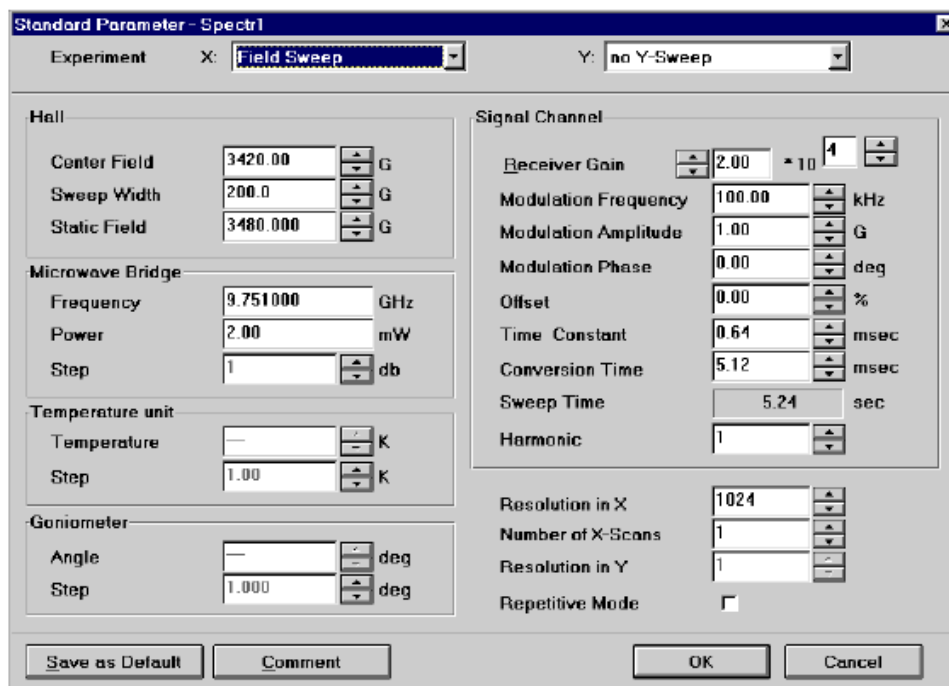 Standard Parameter - Spectr1
Experiment X: Field Sweep Y: no Y-Sweep
Hall
Center Field 3420.00 G
Sweep Width 200.0 G
Static Field 3480.000 G
Microwave Bridge
Frequency 9.751000 GHz
Power 2.00 mW
Step 1 db
Temperature unit
Temperature — K
Step 1.00 K
Goniometer
Angle — deg
Step 1.000 deg
Signal Channel
Receiver Gain 2.00 * 10 4
Modulation Frequency 100.00 kHz
Modulation Amplitude 1.00 G
Modulation Phase 0.00 deg
Offset 0.00 %
Time Constant 0.64 msec
Conversion Time 5.12 msec
Sweep Time 5.24 sec
Harmonic 1
Resolution in X 1024
Number of X-Scans 1
Resolution in Y 1
Repetitive Mode
Save as Default Comment OK Cancel